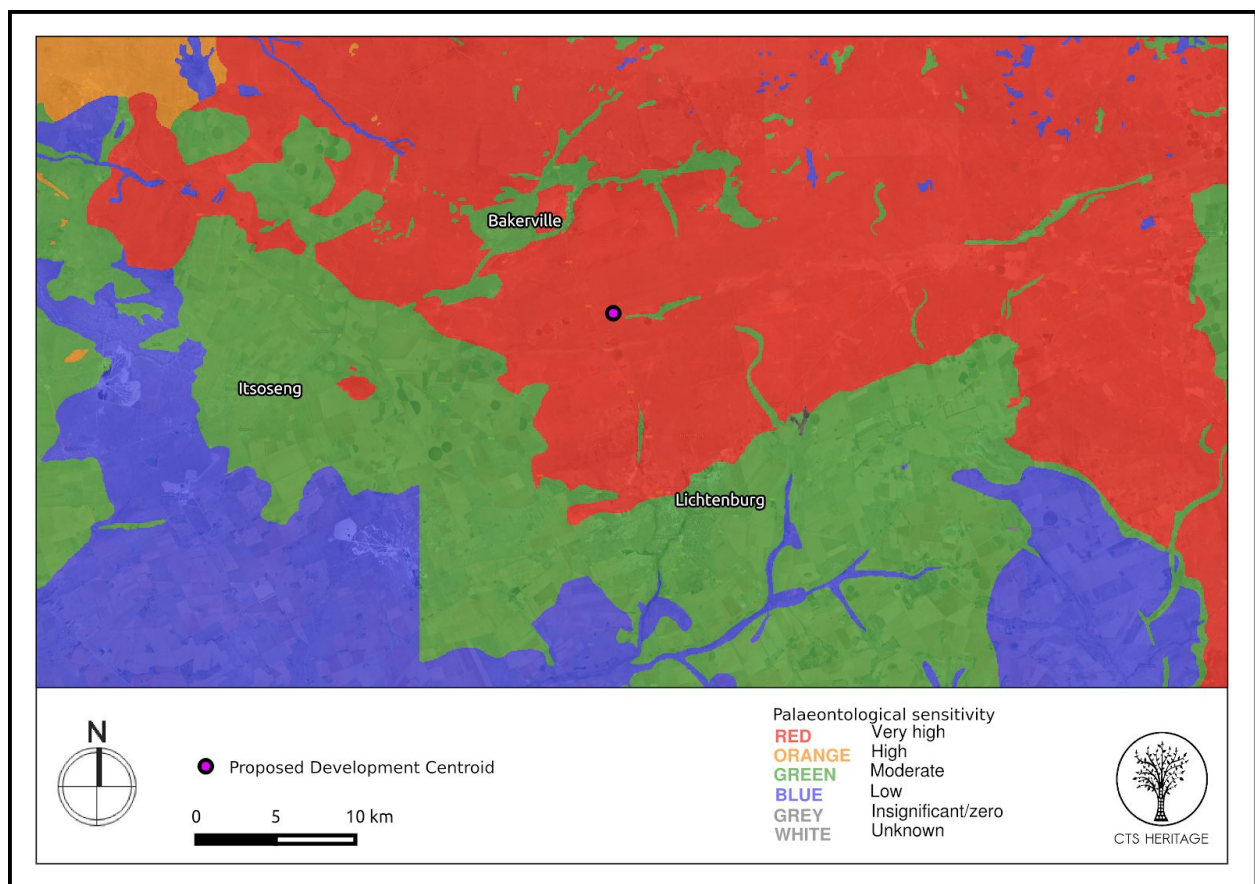 Bakerville
Itsoseng
Lichtenburg
N
Proposed Development Centroid
0 5 10 km
Palaeontological sensitivity
RED Very high
ORANGE High
GREEN Moderate
BLUE Low
GREY Insignificant/zero
WHITE Unknown
CTS HERITAGE